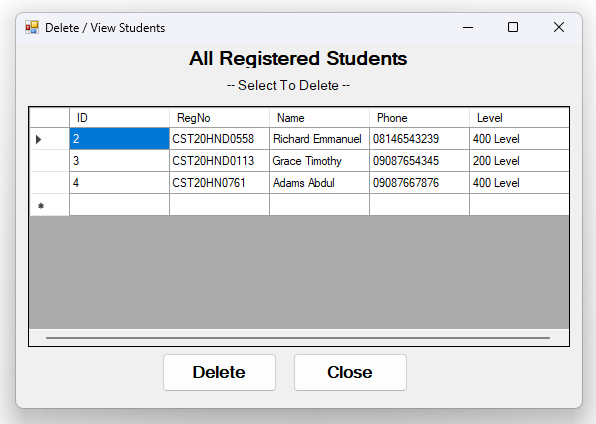 Delete / View Students
All Registered Students
-- Select To Delete --
ID RegNo Name Phone Level
2 CST20HND0558 Richard Emmanuel 08146543239 400 Level
3 CST20HND0113 Grace Timothy 09087654345 200 Level
4 CST20HN0761 Adams Abdul 09087667876 400 Level
Delete Close